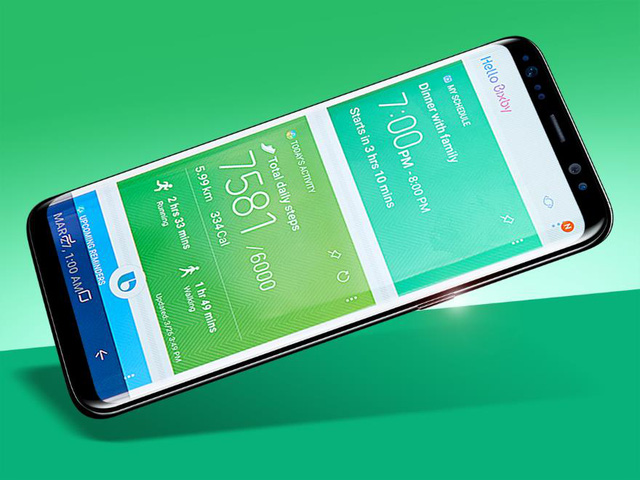 Hello Bixby
N
MY SCHEDULE
7:00 PM - 8:00 PM
Dinner with family
Starts in 3 hrs 10 mins
TODAY'S ACTIVITY
Total daily steps
7581 /6000
5.99 km 334 Cal
2 hrs 33 mins
Running
1 hr 49 mins
Walking
Updated: 3/26 3:49 PM
UPCOMING REMINDERS
b
1:00 AM